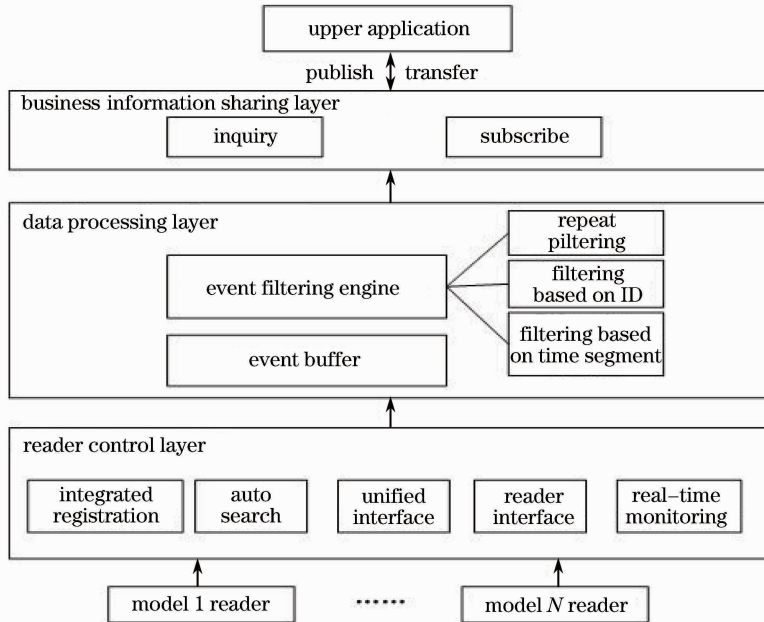 upper application
publish transfer
business information sharing layer
inquiry
subscribe
data processing layer
repeat
piltering
event filtering engine
filtering
based on ID
filtering based
on time segment
event buffer
reader control layer
integrated
registration
auto
search
unified
interface
reader
interface
real-time
monitoring
model 1 reader
......
model N reader